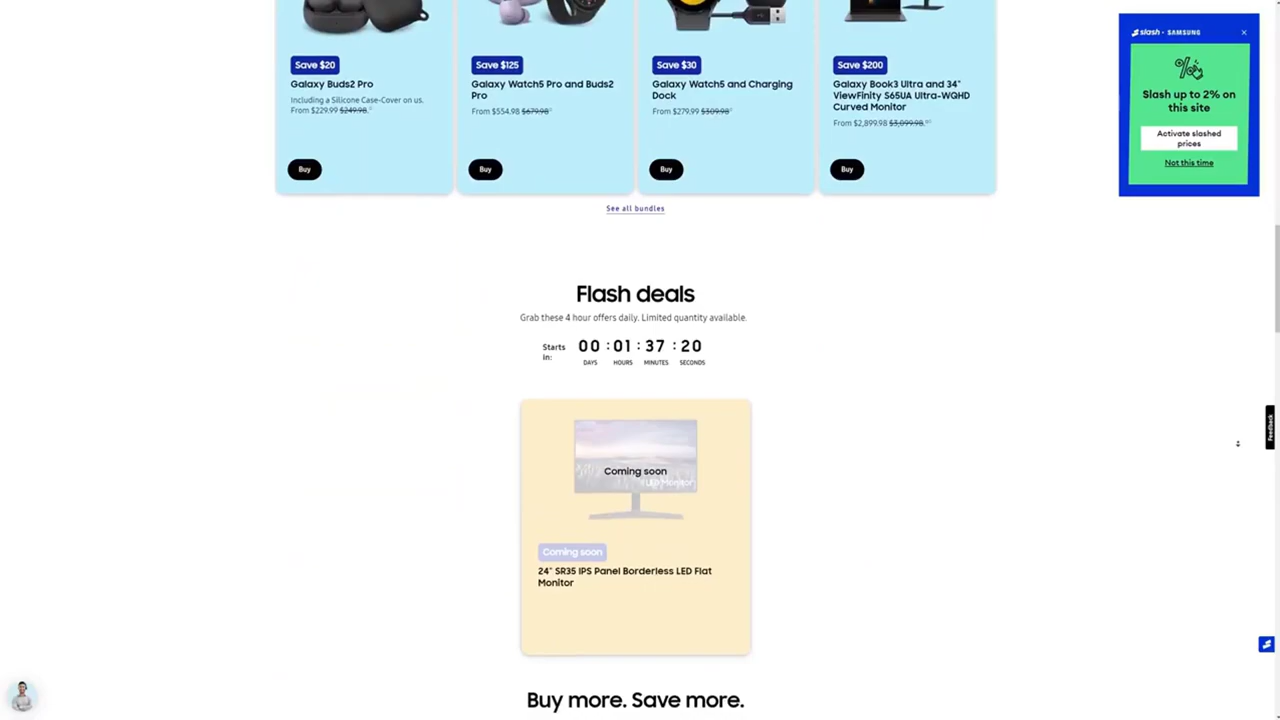 Save $20
Galaxy Buds2 Pro
Including a Silicone Case-Cover on us.
From $229.99 $249.98.
Buy
Save $125
Galaxy Watch5 Pro and Buds2
Pro
From $554.98 $679.98
Buy
Save $30
Galaxy Watch5 and Charging
Dock
From $279.99 $309.98
Buy
Save $200
Galaxy Book3 Ultra and 34"
ViewFinity S65UA Ultra-WQHD
Curved Monitor
From $2,899.98 $3,099.98.
Buy
See all bundles
slash · SAMSUNG
Slash up to 2% on
this site
Activate slashed
prices
Not this time
Flash deals
Grab these 4 hour offers daily. Limited quantity available.
Starts
in:
00 : 01 : 37 : 20
DAYS HOURS MINUTES SECONDS
Coming soon
LED Monitor
Coming soon
24" SR35 IPS Panel Borderless LED Flat
Monitor
Feedback
Buy more. Save more.